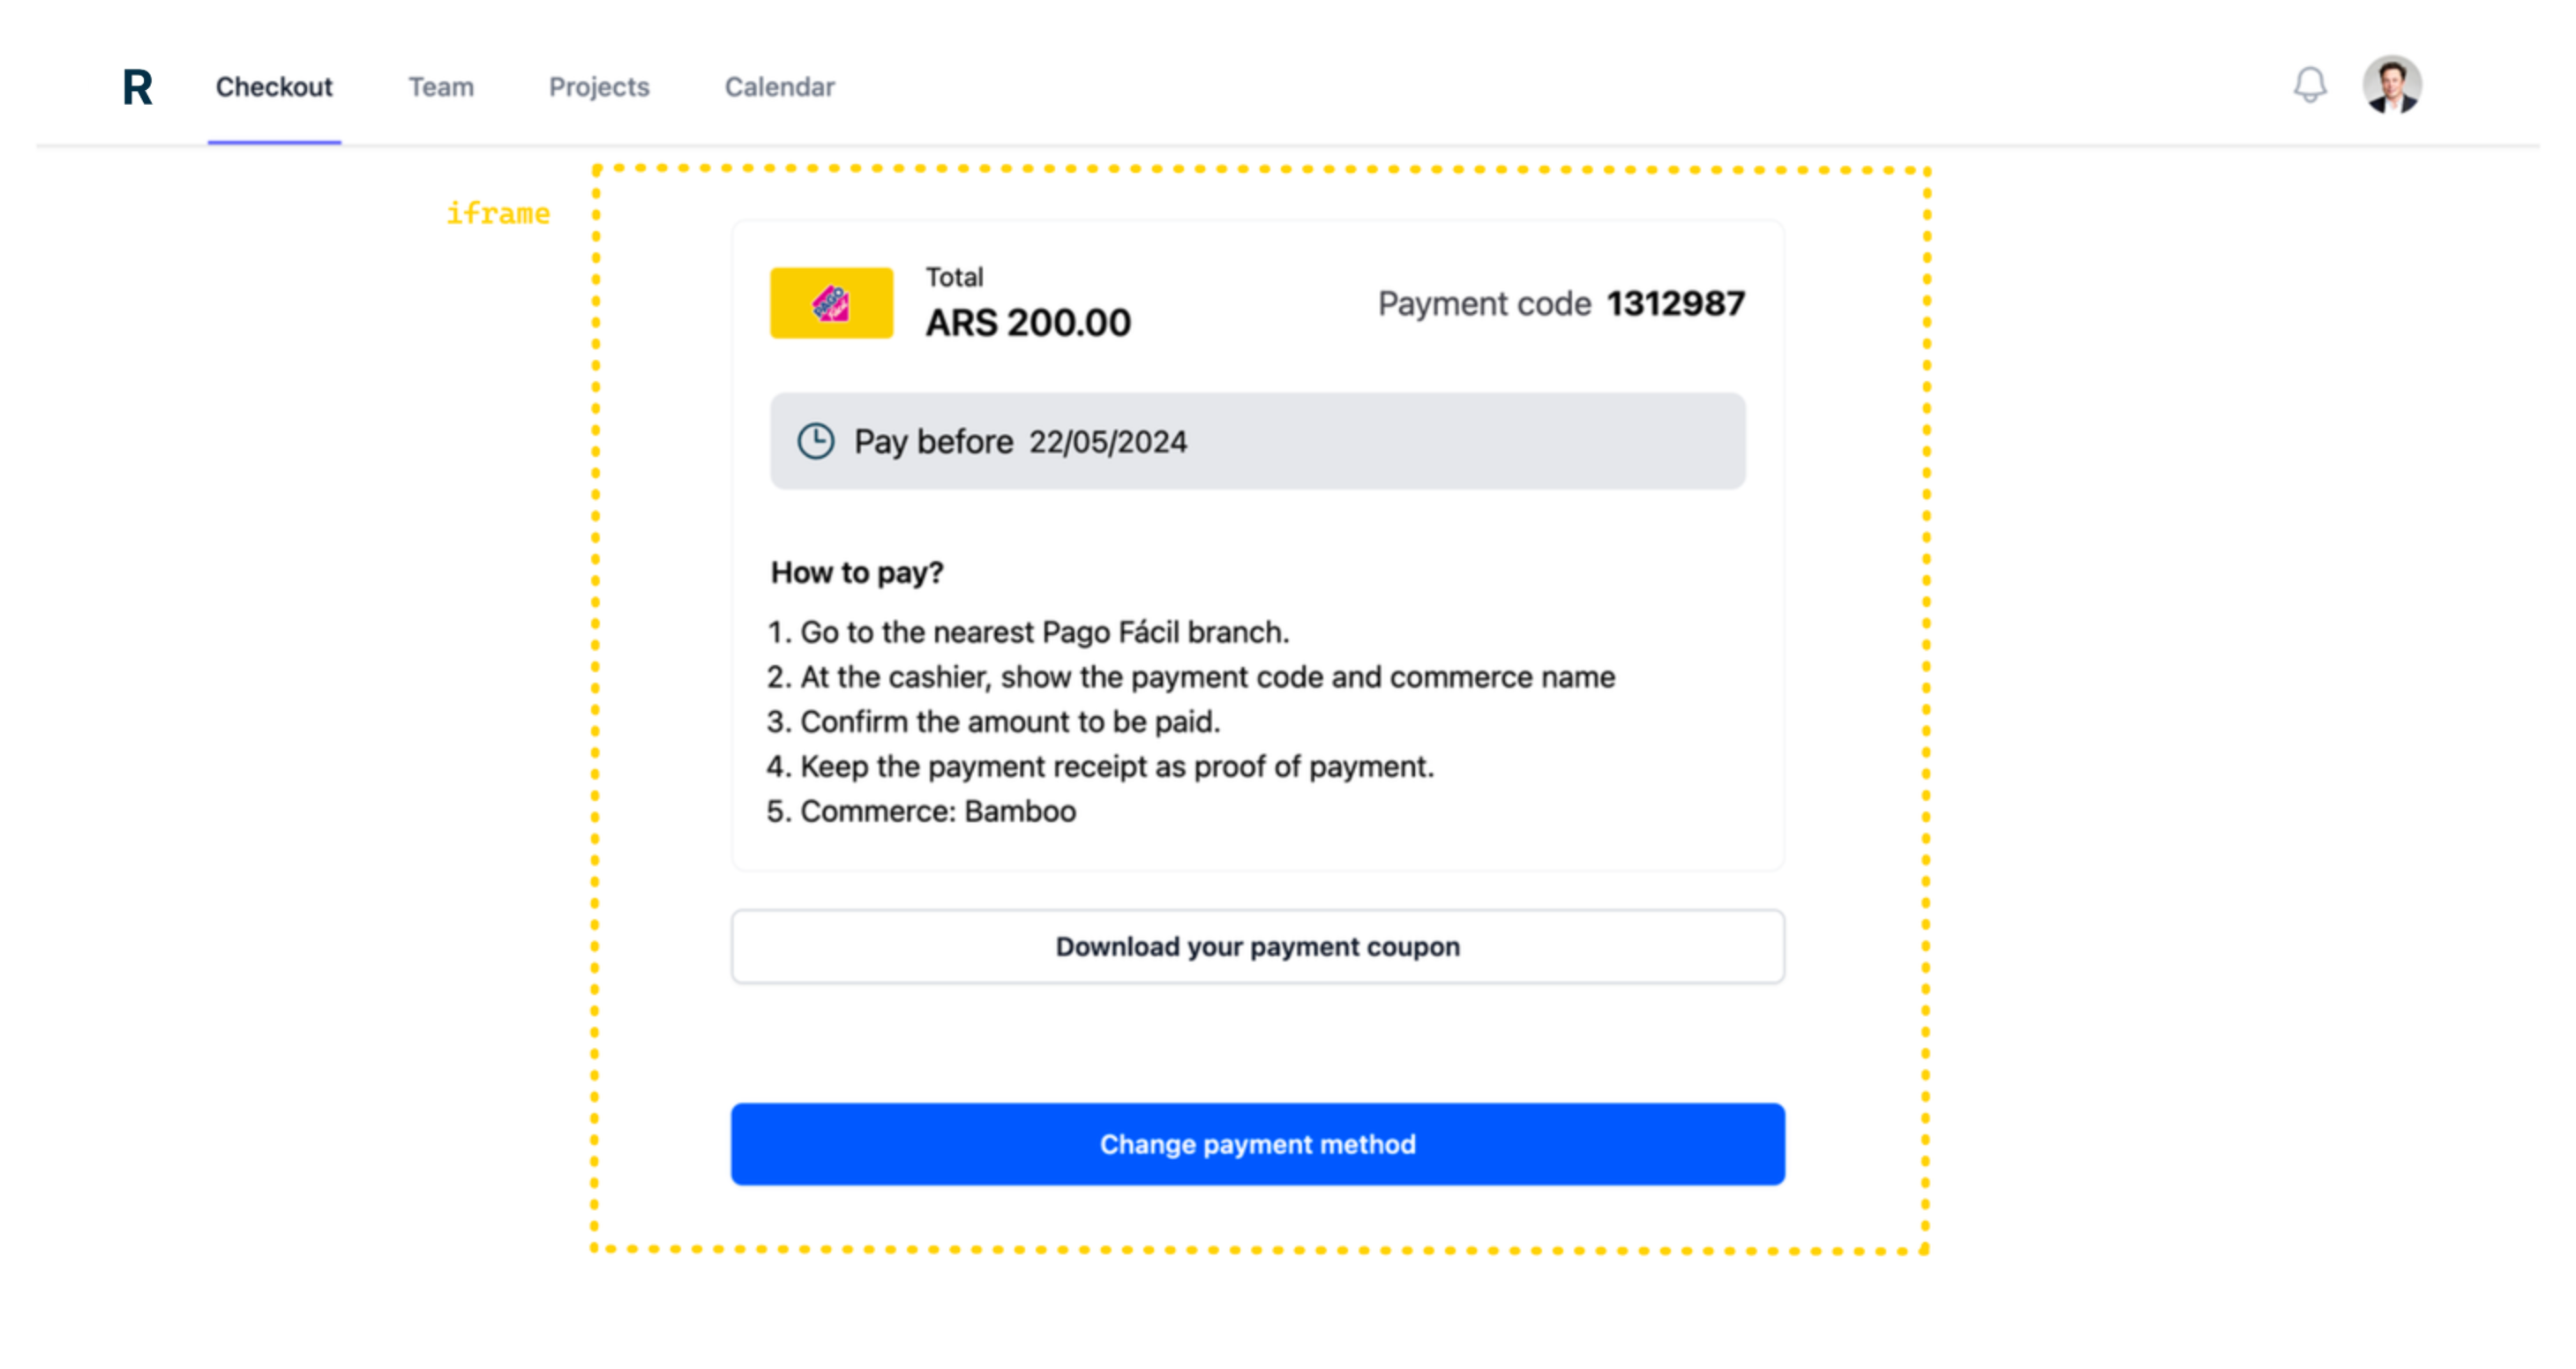 R Checkout Team Projects Calendar
iframe
PAGO fácil
Total
ARS 200.00
Payment code 1312987
Pay before 22/05/2024
How to pay?
1. Go to the nearest Pago Fácil branch.
2. At the cashier, show the payment code and commerce name
3. Confirm the amount to be paid.
4. Keep the payment receipt as proof of payment.
5. Commerce: Bamboo
Download your payment coupon
Change payment method